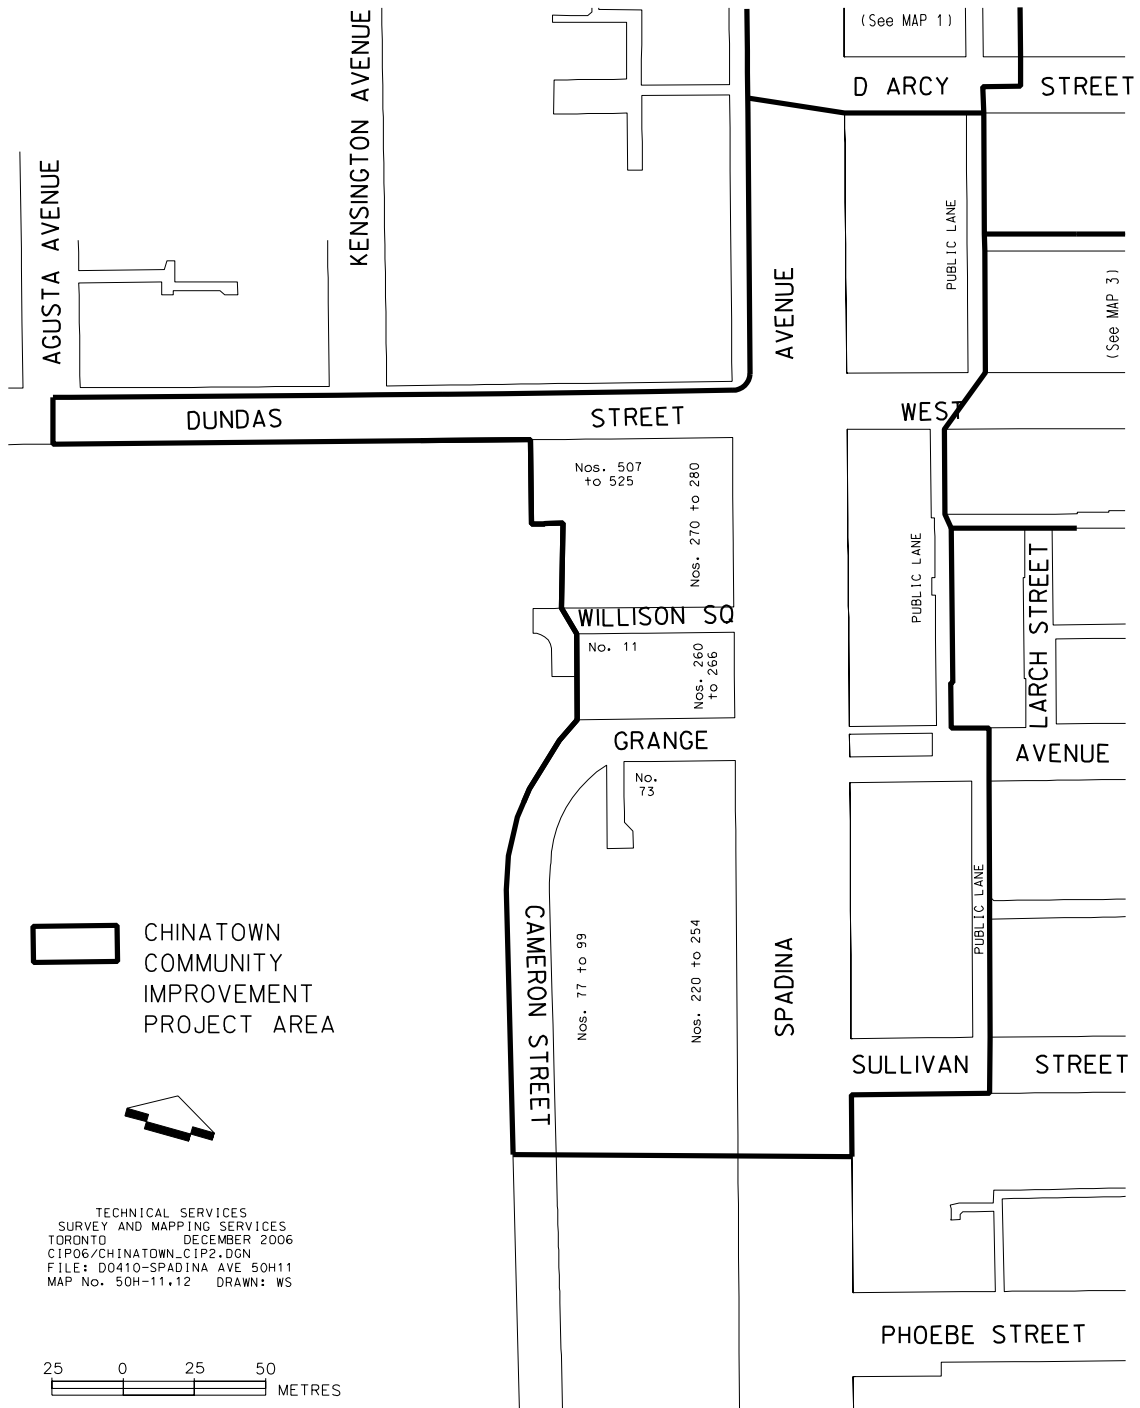 (See MAP 1)
D ARCY STREET
KENSINGTON AVENUE
AGUSTA AVENUE
PUBLIC LANE
AVENUE
(See MAP 3)
DUNDAS STREET WEST
Nos. 507
to 525
Nos. 270 to 280
PUBLIC LANE
LARCH STREET
WILLISON SQ
No. 11
Nos. 260
to 266
GRANGE AVENUE
No.
73
PUBLIC LANE
CAMERON STREET
Nos. 77 to 99
Nos. 220 to 254
SPADINA
CHINATOWN
COMMUNITY
IMPROVEMENT
PROJECT AREA
SULLIVAN STREET
TECHNICAL SERVICES
SURVEY AND MAPPING SERVICES
TORONTO DECEMBER 2006
CIP06/CHINATOWN_CIP2.DGN
FILE: D0410-SPADINA AVE 50H11
MAP No. 50H-11,12 DRAWN: WS
PHOEBE STREET
25 0 25 50
METRES